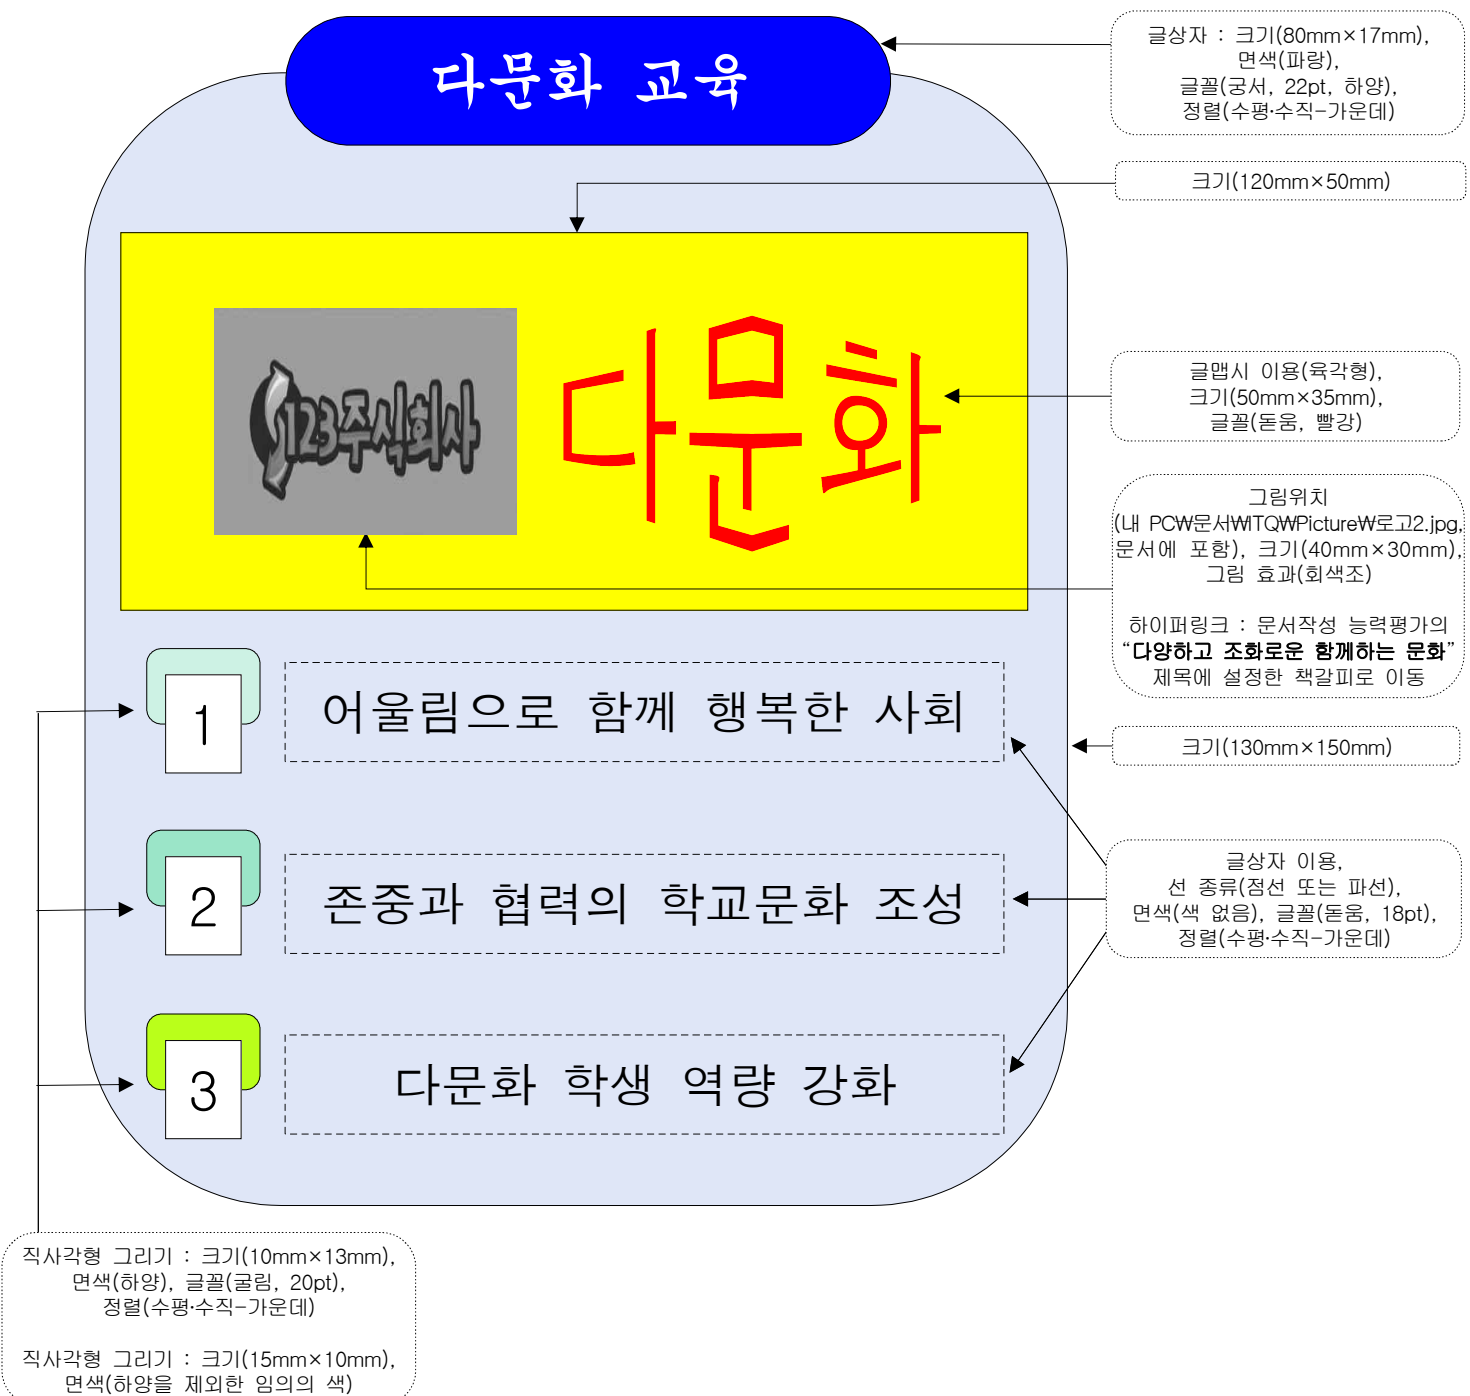 다문화 교육
글상자 : 크기(80mm×17mm),
면색(파랑),
글꼴(궁서, 22pt, 하양),
정렬(수평·수직-가운데)
크기(120mm×50mm)
123주식회사
다문화
글맵시 이용(육각형),
크기(50mm×35mm),
글꼴(돋움, 빨강)
그림위치
(내 PC₩문서₩ITQ₩Picture₩로고2.jpg,
문서에 포함), 크기(40mm×30mm),
그림 효과(회색조)
하이퍼링크 : 문서작성 능력평가의
“다양하고 조화로운 함께하는 문화”
제목에 설정한 책갈피로 이동
1
어울림으로 함께 행복한 사회
크기(130mm×150mm)
2
존중과 협력의 학교문화 조성
글상자 이용,
선 종류(점선 또는 파선),
면색(색 없음), 글꼴(돋움, 18pt),
정렬(수평·수직-가운데)
3
다문화 학생 역량 강화
직사각형 그리기 : 크기(10mm×13mm),
면색(하양), 글꼴(굴림, 20pt),
정렬(수평·수직-가운데)
직사각형 그리기 : 크기(15mm×10mm),
면색(하양을 제외한 임의의 색)